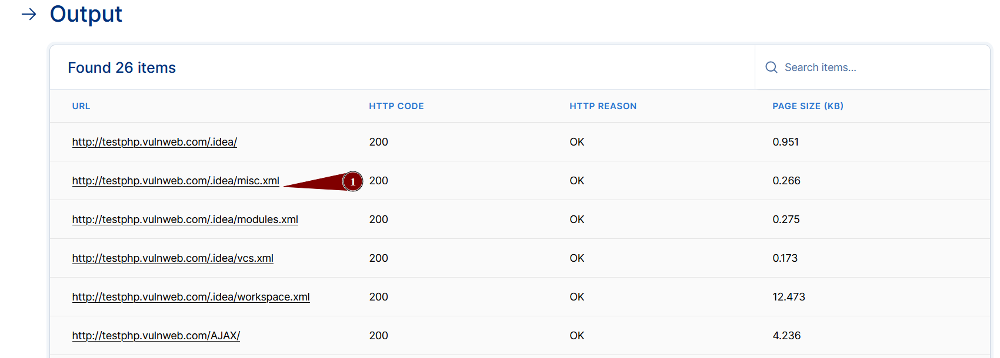 Output
Found 26 items
Search items...
URL HTTP CODE HTTP REASON PAGE SIZE (KB)
http://testphp.vulnweb.com/.idea/ 200 OK 0.951
http://testphp.vulnweb.com/.idea/misc.xml 1 200 OK 0.266
http://testphp.vulnweb.com/.idea/modules.xml 200 OK 0.275
http://testphp.vulnweb.com/.idea/vcs.xml 200 OK 0.173
http://testphp.vulnweb.com/.idea/workspace.xml 200 OK 12.473
http://testphp.vulnweb.com/AJAX/ 200 OK 4.236